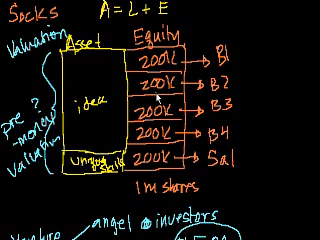 Socks
A = L + E
Valuation
Asset
Equity
idea
200K → B1
200K → B2
200K → B3
200K → B4
200K → Sal
pre ?
-money
valuation
1m shares
angel investors